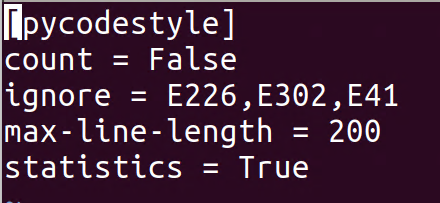 [pycodestyle]
count = False
ignore = E226,E302,E41
max-line-length = 200
statistics = True
~